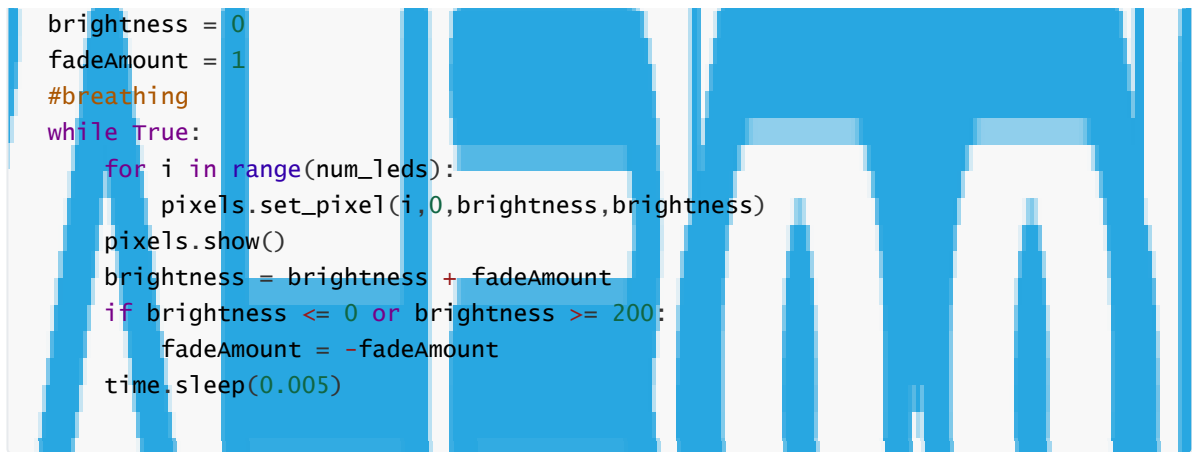 brightness = 0
fadeAmount = 1
#breathing
while True:
    for i in range(num_leds):
        pixels.set_pixel(i,0,brightness,brightness)
    pixels.show()
    brightness = brightness + fadeAmount
    if brightness <= 0 or brightness >= 200:
        fadeAmount = -fadeAmount
    time.sleep(0.005)